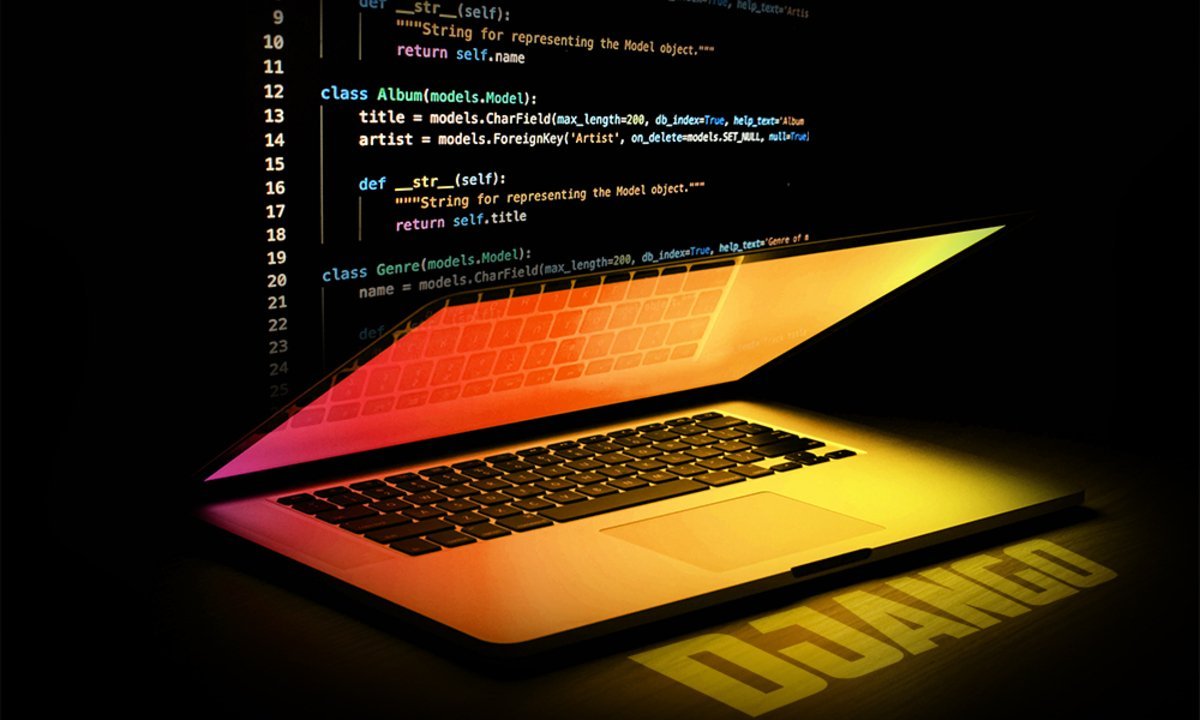 9 def __str__(self):
10 """String for representing the Model object."""
11 return self.name
12 class Album(models.Model):
13 title = models.CharField(max_length=200, db_index=True, help_text='Album
14 artist = models.ForeignKey('Artist', on_delete=models.SET_NULL, null=True)
15
16 def __str__(self):
17 """String for representing the Model object."""
18 return self.title
19
20 class Genre(models.Model):
21 name = models.CharField(max_length=200, db_index=True, help_text='Genre of m
22
23 def
24
25
DJANGO